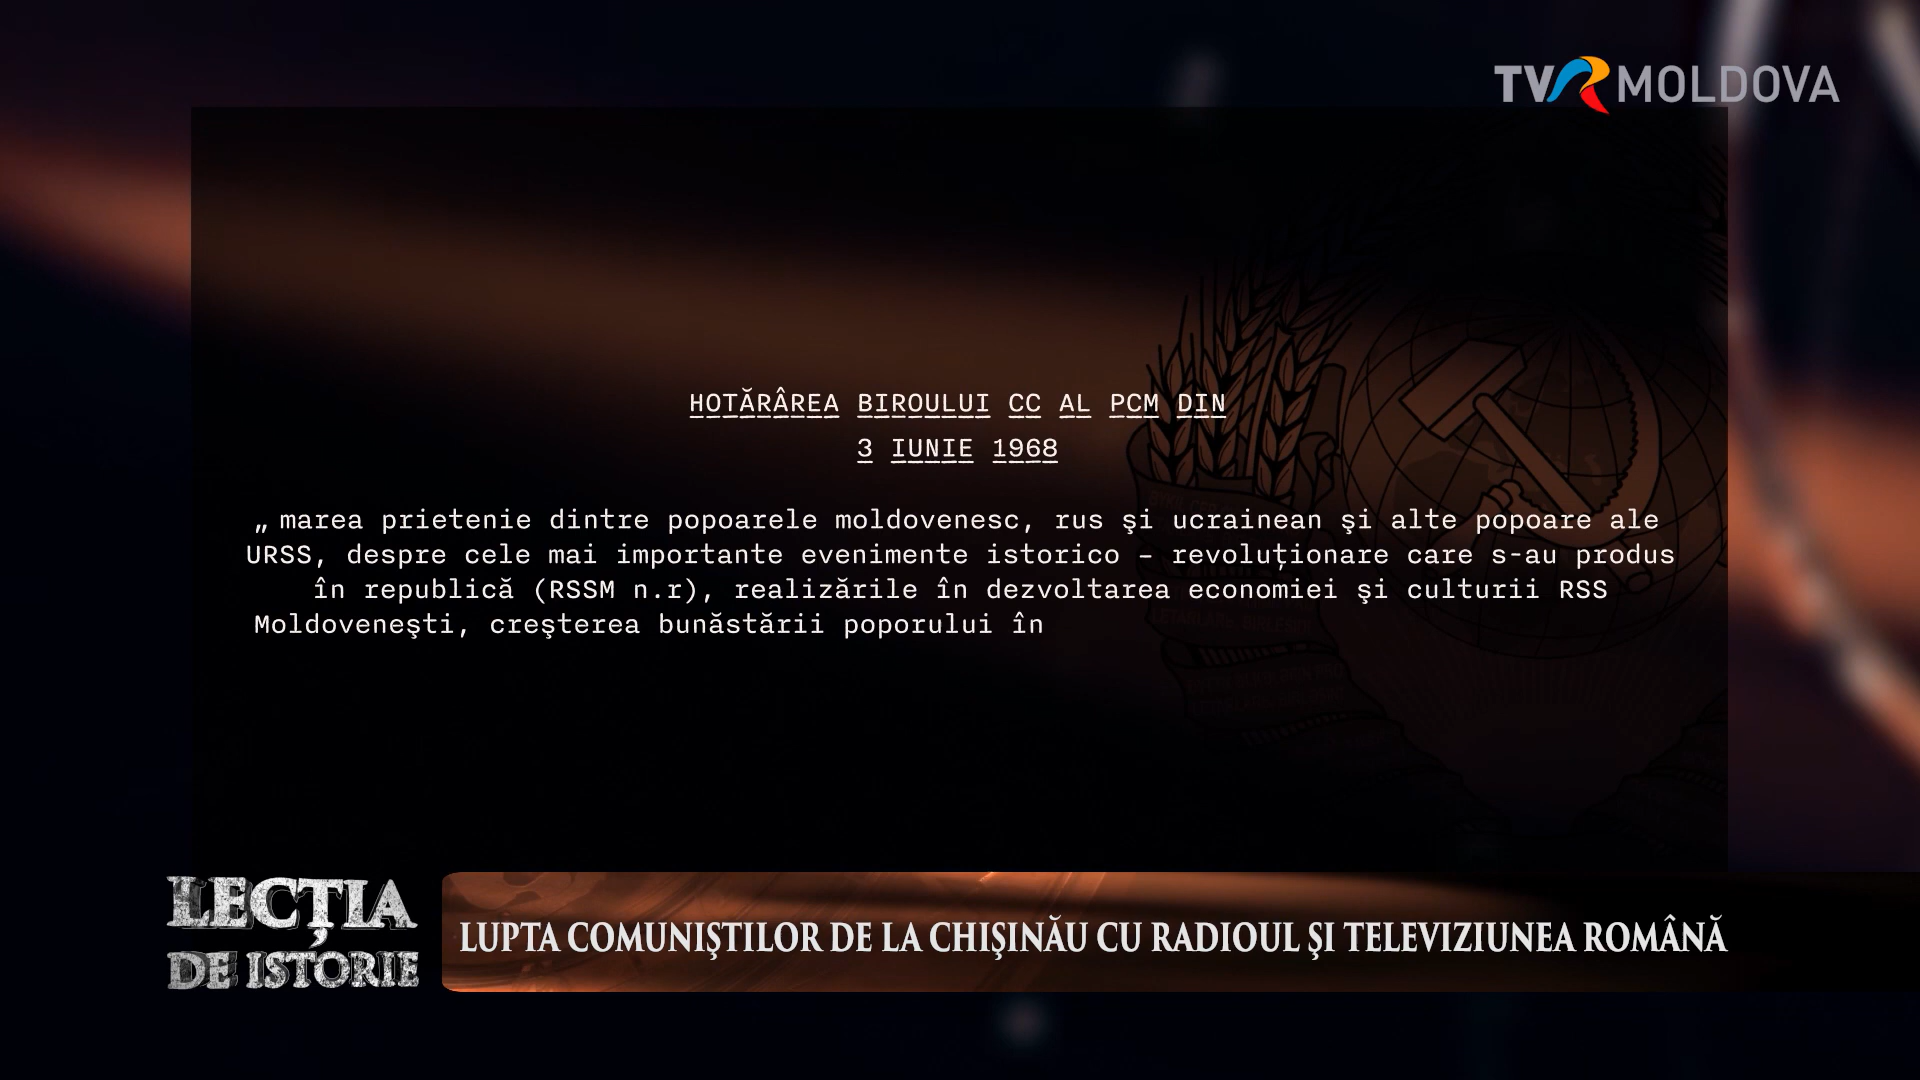 TVR MOLDOVA
HOTĂRÂREA BIROULUI CC AL PCM DIN
3 IUNIE 1968
„ marea prietenie dintre popoarele moldovenesc, rus şi ucrainean şi alte popoare ale
URSS, despre cele mai importante evenimente istorico – revoluționare care s-au produs
în republică (RSSM n.r), realizările în dezvoltarea economiei şi culturii RSS
Moldoveneşti, creşterea bunăstării poporului în
LECȚIA
DE ISTORIE
LUPTA COMUNIŞTILOR DE LA CHIŞINĂU CU RADIOUL ŞI TELEVIZIUNEA ROMÂNĂ